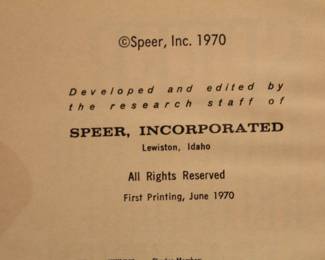 ©Speer, Inc. 1970
Developed and edited by
the research staff of
SPEER, INCORPORATED
Lewiston, Idaho
All Rights Reserved
First Printing, June 1970